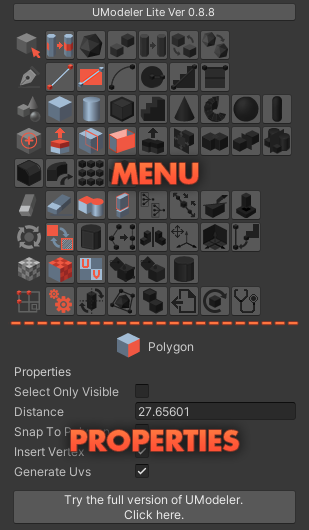 UModeler Lite Ver 0.8.8
MENU
Polygon
Properties
Select Only Visible
Distance
27.65601
Snap To
PROPERTIES
Insert Vertex
Generate Uvs
Try the full version of UModeler.
Click here.